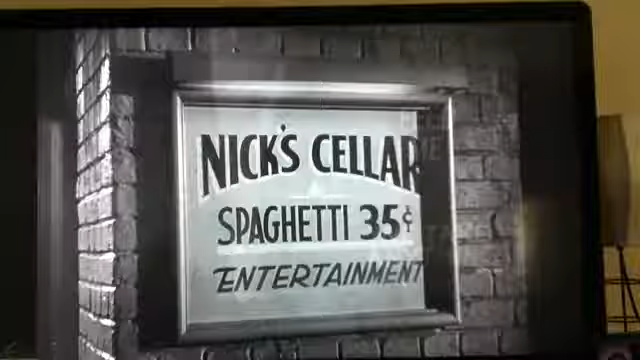 NICK'S CELLAR
SPAGHETTI 35¢
ENTERTAINMENT